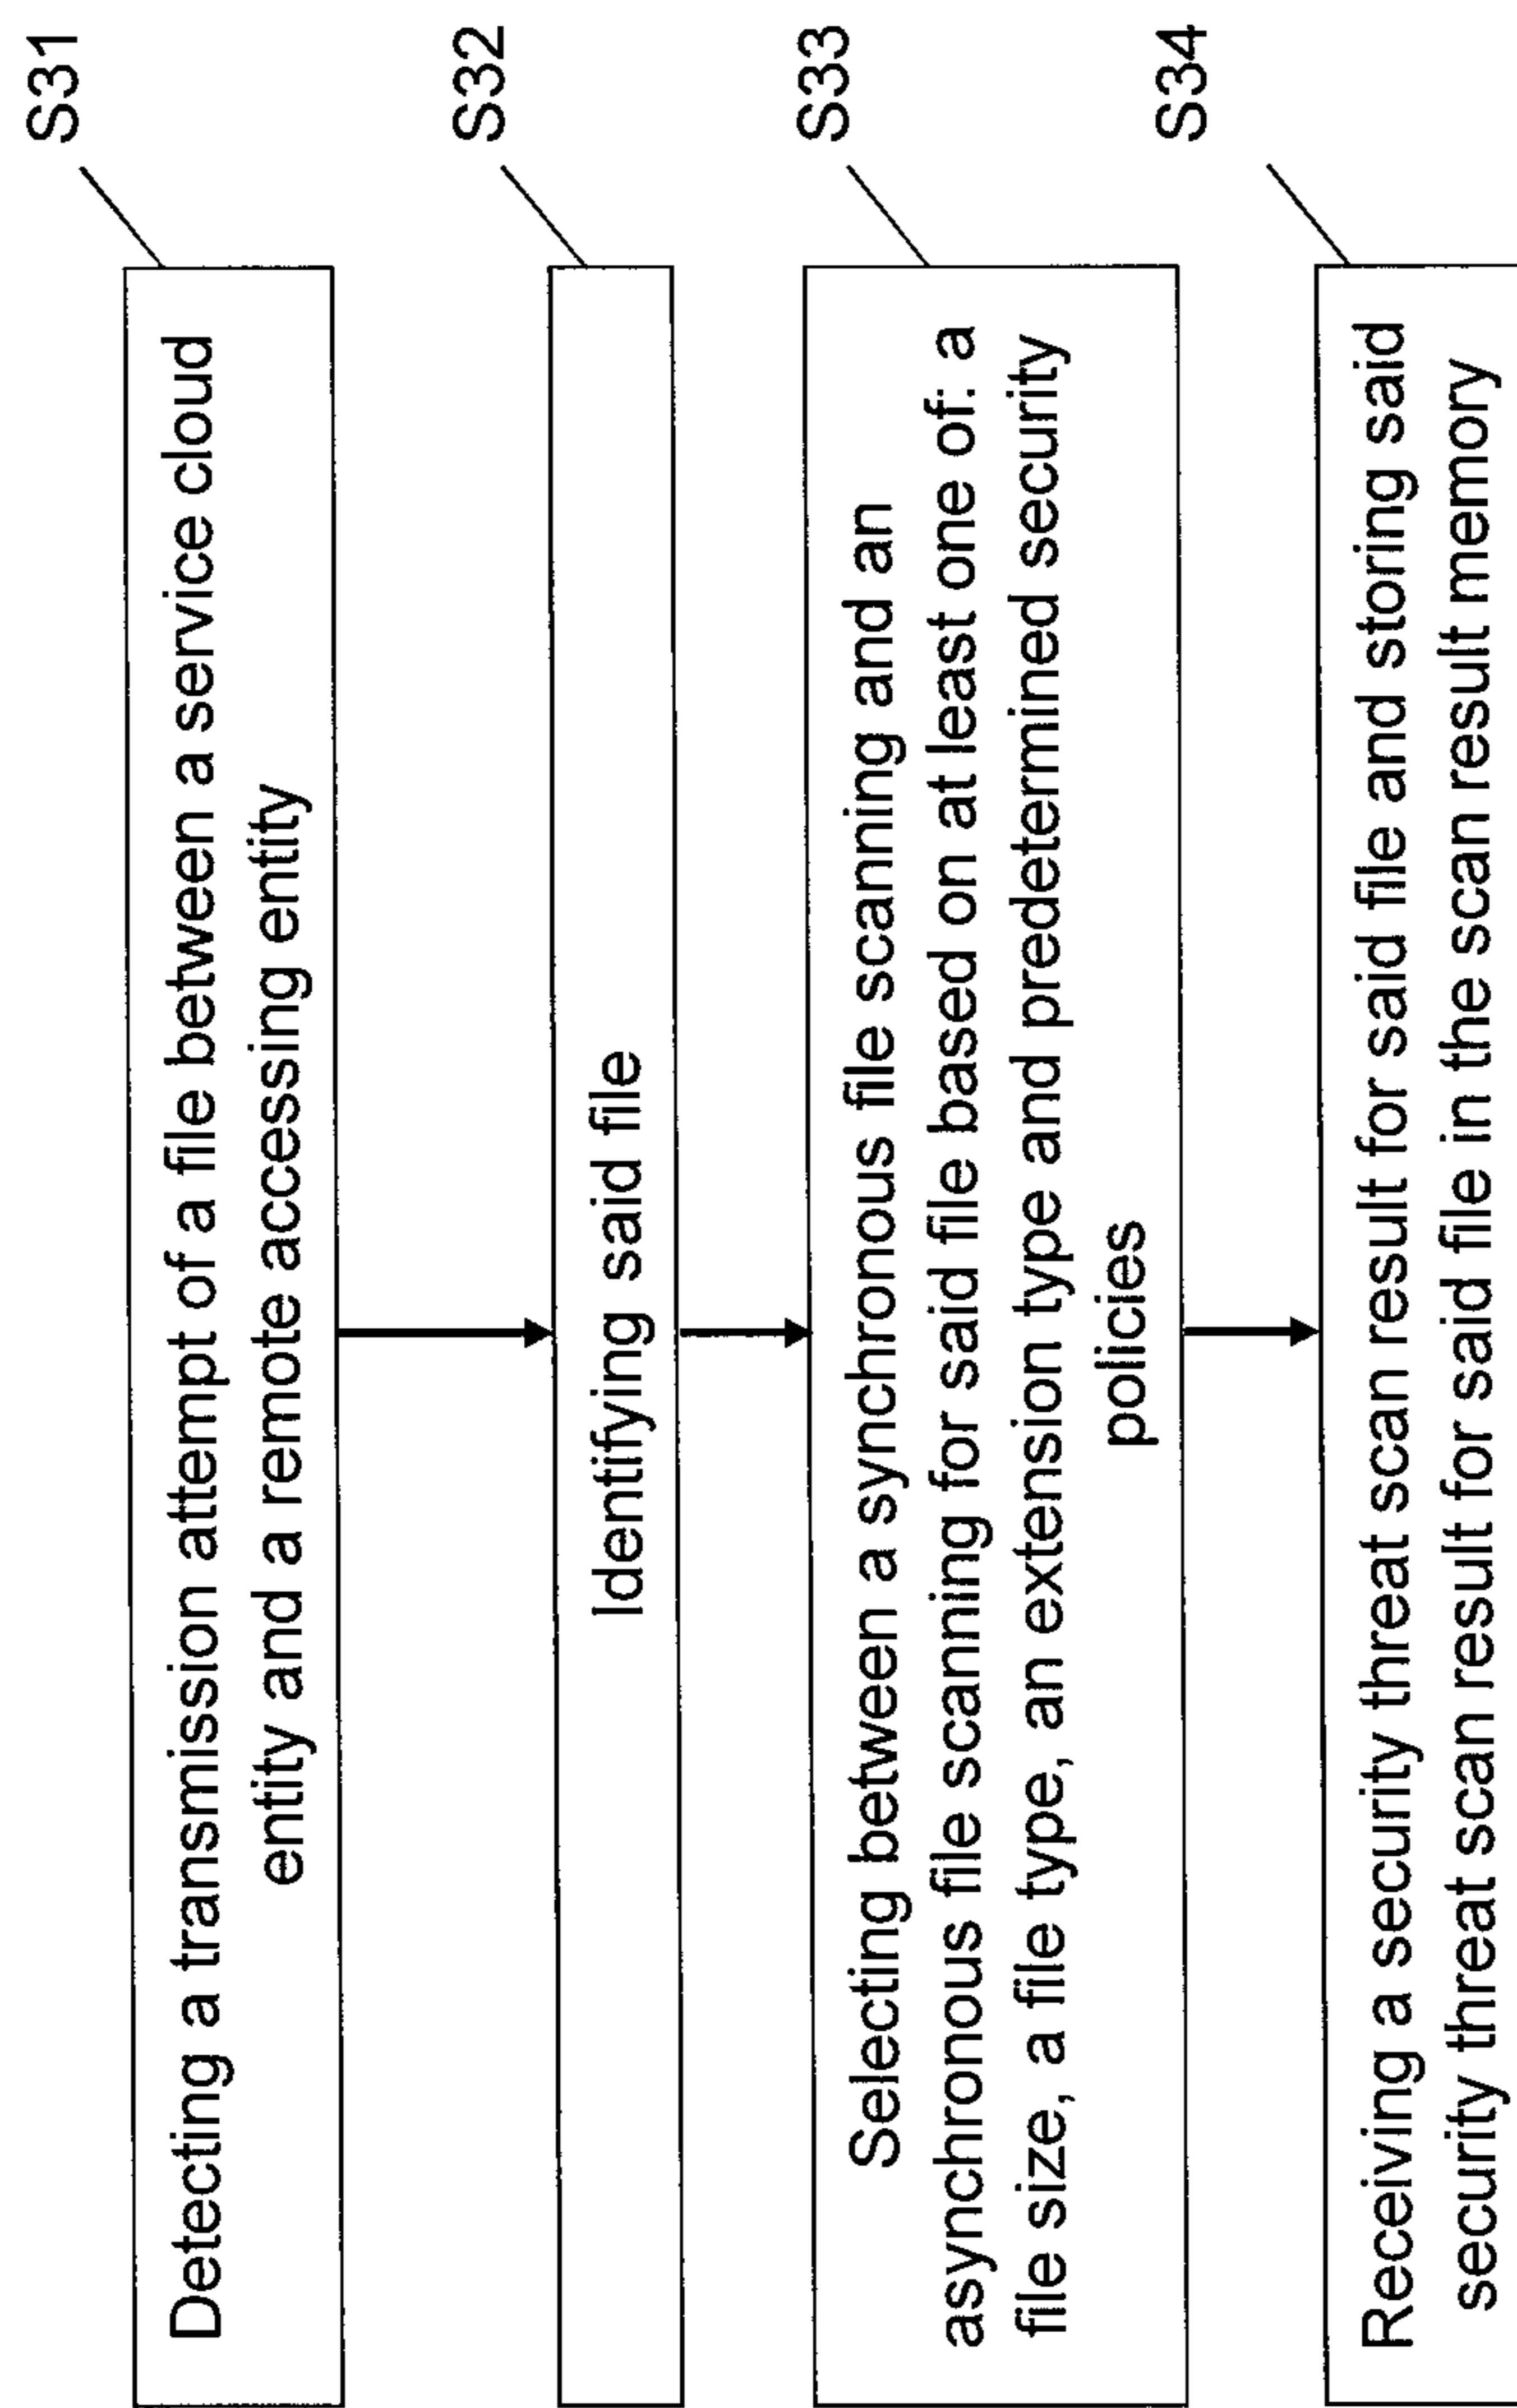 S31
Detecting a transmission attempt of a file between a service cloud
entity and a remote accessing entity
S32
Identifying said file
S33
Selecting between a synchronous file scanning and an
asynchronous file scanning for said file based on at least one of: a
file size, a file type, an extension type and predetermined security
policies
S34
Receiving a security threat scan result for said file and storing said
security threat scan result for said file in the scan result memory